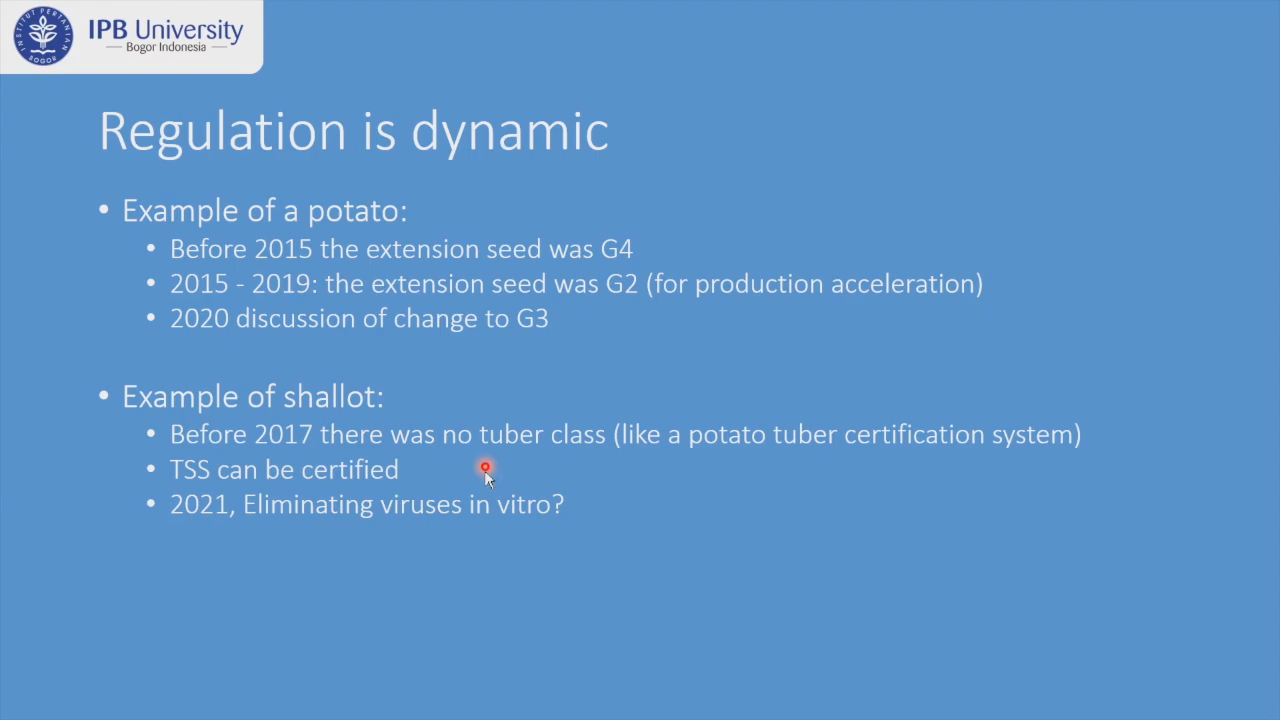 INSTITUT PERTANIAN
BOGOR
IPB University
Bogor Indonesia
Regulation is dynamic
• Example of a potato:
• Before 2015 the extension seed was G4
• 2015 - 2019: the extension seed was G2 (for production acceleration)
• 2020 discussion of change to G3
• Example of shallot:
• Before 2017 there was no tuber class (like a potato tuber certification system)
• TSS can be certified
• 2021, Eliminating viruses in vitro?